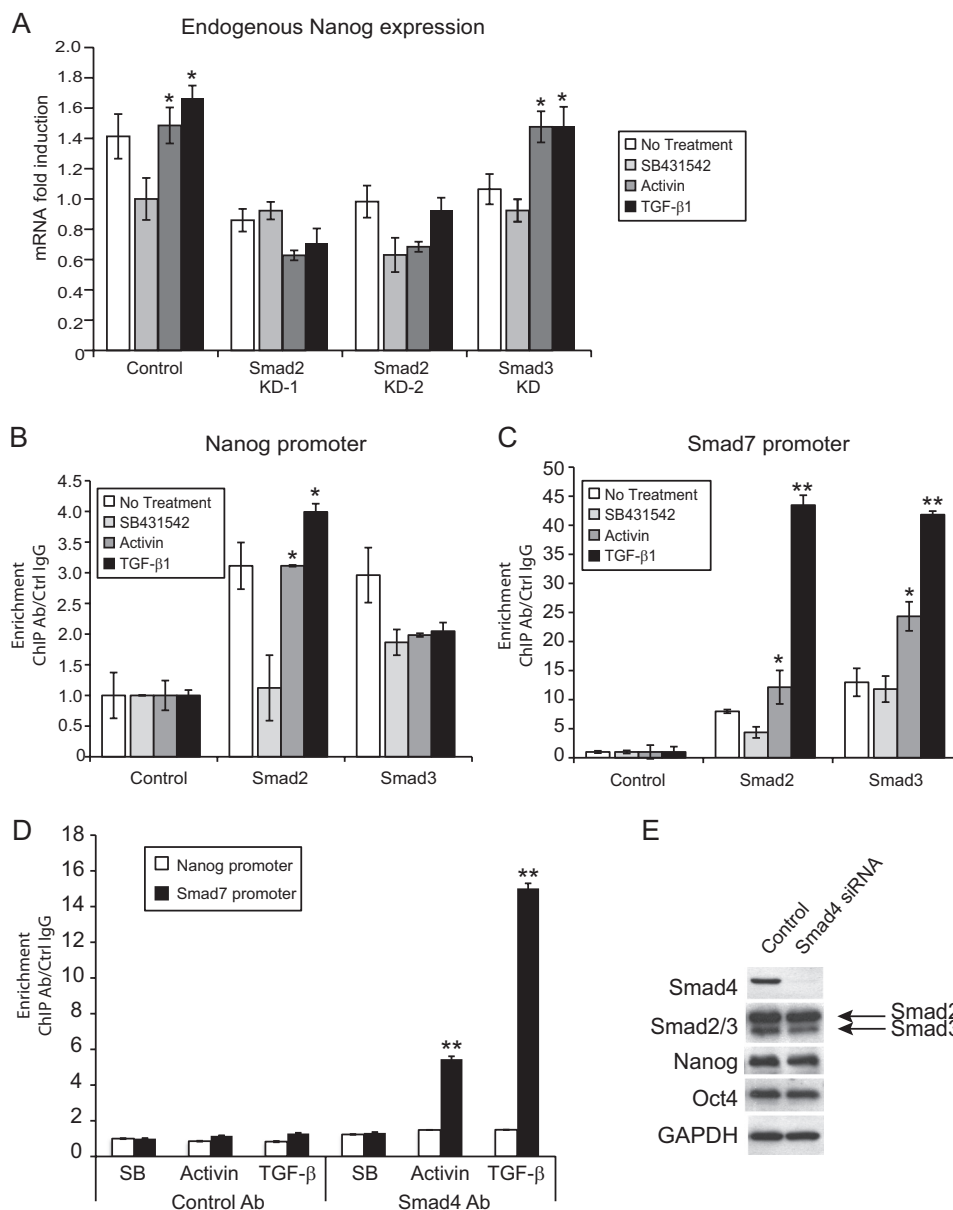 A
Endogenous Nanog expression
mRNA fold induction
2.0
1.8
1.6
1.4
1.2
1.0
0.8
0.6
0.4
0.2
0
* *
* *
Control
Smad2 KD-1
Smad2 KD-2
Smad3 KD
No Treatment
SB431542
Activin
TGF-β1
B
Nanog promoter
Enrichment
ChIP Ab/Ctrl IgG
4.5
4.0
3.5
3.0
2.5
2.0
1.5
1.0
0.5
0
No Treatment
SB431542
Activin
TGF-β1
* *
Control
Smad2
Smad3
C
Smad7 promoter
Enrichment
ChIP Ab/Ctrl IgG
50
45
40
35
30
25
20
15
10
5
0
No Treatment
SB431542
Activin
TGF-β1
* **
* **
Control
Smad2
Smad3
D
Enrichment
ChIP Ab/Ctrl IgG
18
16
14
12
10
8
6
4
2
0
Nanog promoter
Smad7 promoter
** **
SB Activin TGF-β SB Activin TGF-β
Control Ab Smad4 Ab
E
Control
Smad4 siRNA
Smad4
Smad2/3
Smad2
Smad3
Nanog
Oct4
GAPDH